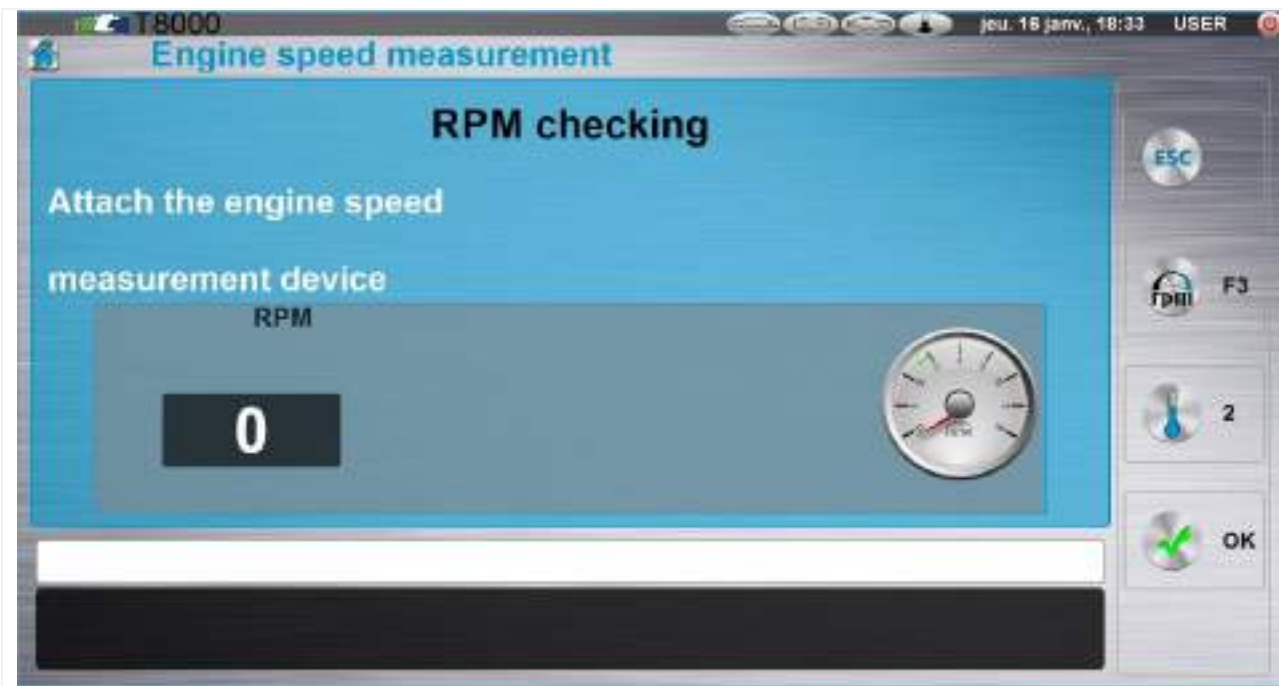 T8000
jeu. 16 janv., 18:33 USER
Engine speed measurement
RPM checking
ESC
Attach the engine speed
measurement device
rpm F3
RPM
0
2
OK